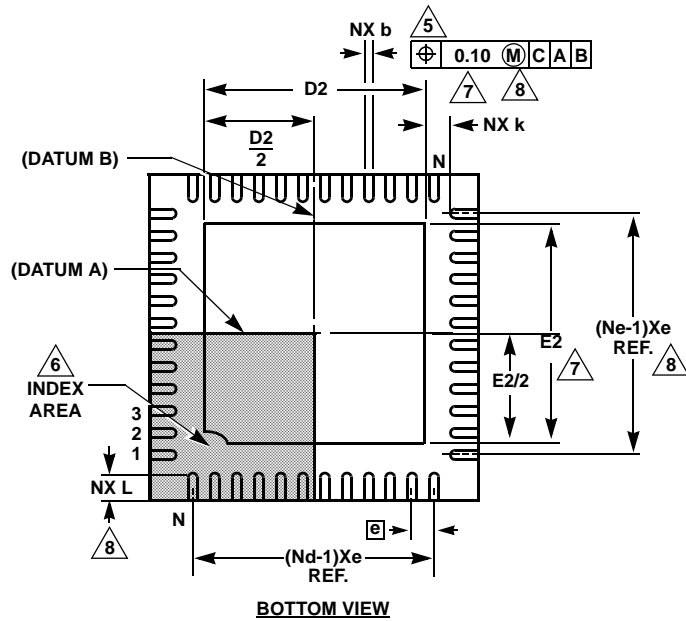 5
NX b
0.10 M C A B
7
8
D2
NX k
D2
2
(DATUM B)
N
(DATUM A)
(Ne-1)Xe
REF.
8
E2
7
E2/2
6
INDEX
AREA
3
2
1
NX L
8
N
e
(Nd-1)Xe
REF.
BOTTOM VIEW